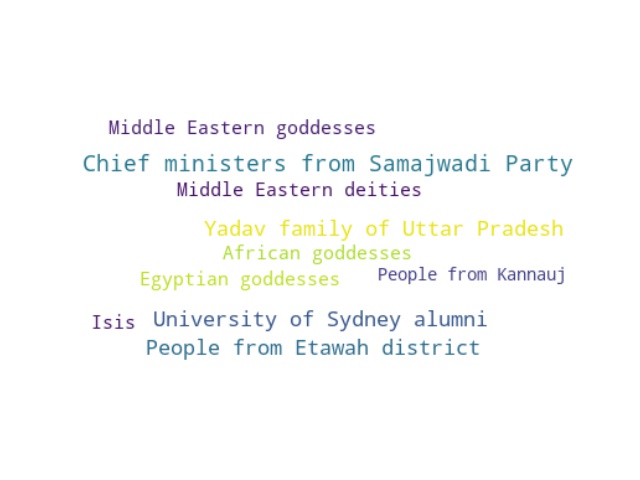 Middle Eastern goddesses
Chief ministers from Samajwadi Party
Middle Eastern deities
Yadav family of Uttar Pradesh
African goddesses
Egyptian goddesses
People from Kannauj
Isis
University of Sydney alumni
People from Etawah district